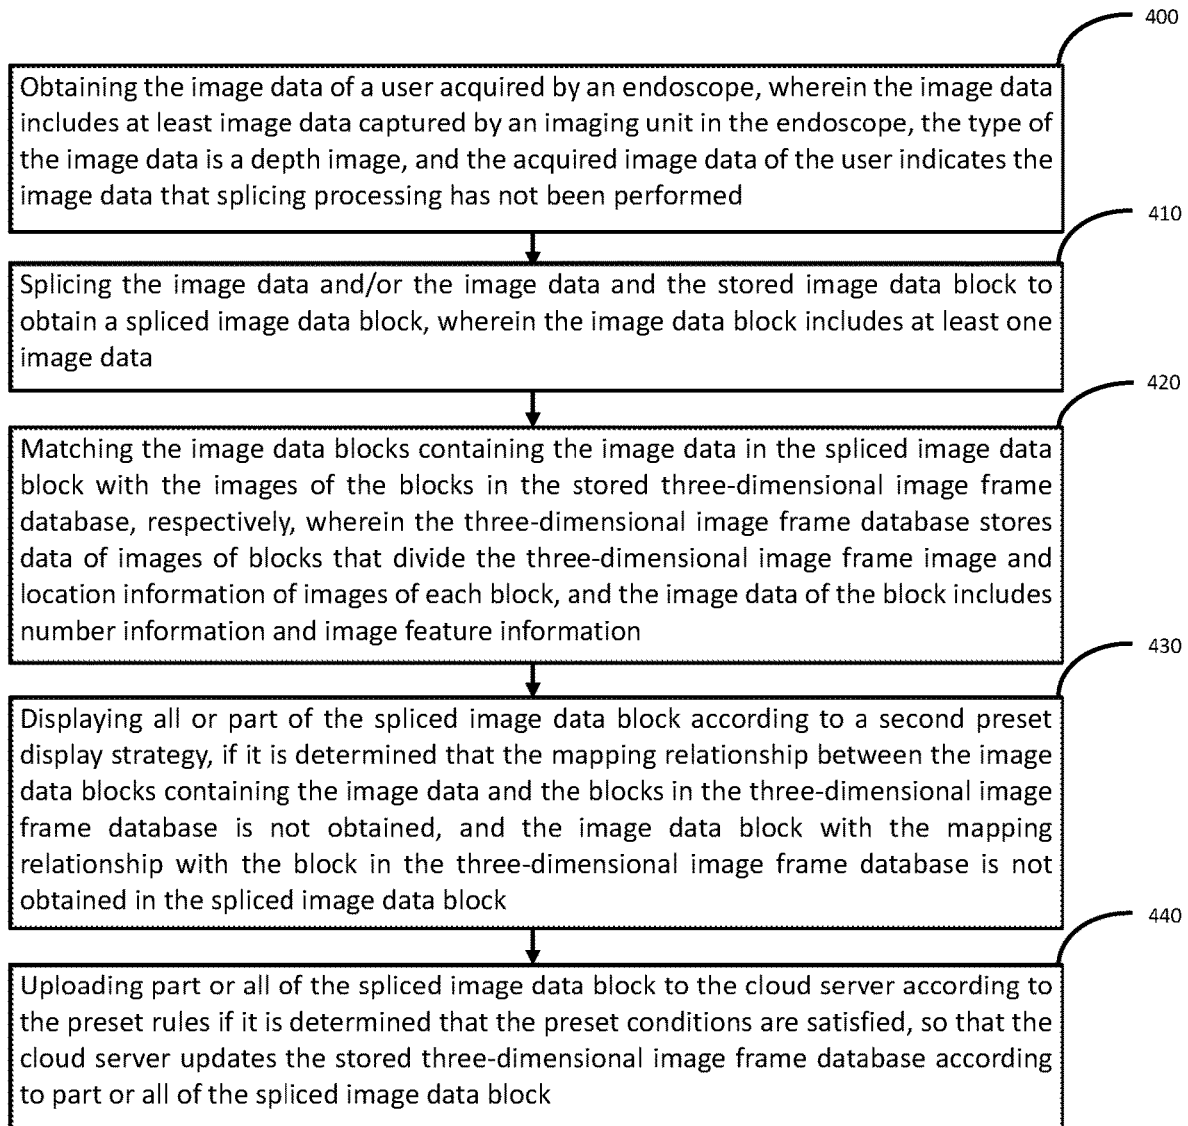 400
Obtaining the image data of a user acquired by an endoscope, wherein the image data
includes at least image data captured by an imaging unit in the endoscope, the type of
the image data is a depth image, and the acquired image data of the user indicates the
image data that splicing processing has not been performed
410
Splicing the image data and/or the image data and the stored image data block to
obtain a spliced image data block, wherein the image data block includes at least one
image data
420
Matching the image data blocks containing the image data in the spliced image data
block with the images of the blocks in the stored three-dimensional image frame
database, respectively, wherein the three-dimensional image frame database stores
data of images of blocks that divide the three-dimensional image frame image and
location information of images of each block, and the image data of the block includes
number information and image feature information
430
Displaying all or part of the spliced image data block according to a second preset
display strategy, if it is determined that the mapping relationship between the image
data blocks containing the image data and the blocks in the three-dimensional image
frame database is not obtained, and the image data block with the mapping
relationship with the block in the three-dimensional image frame database is not
obtained in the spliced image data block
440
Uploading part or all of the spliced image data block to the cloud server according to
the preset rules if it is determined that the preset conditions are satisfied, so that the
cloud server updates the stored three-dimensional image frame database according
to part or all of the spliced image data block